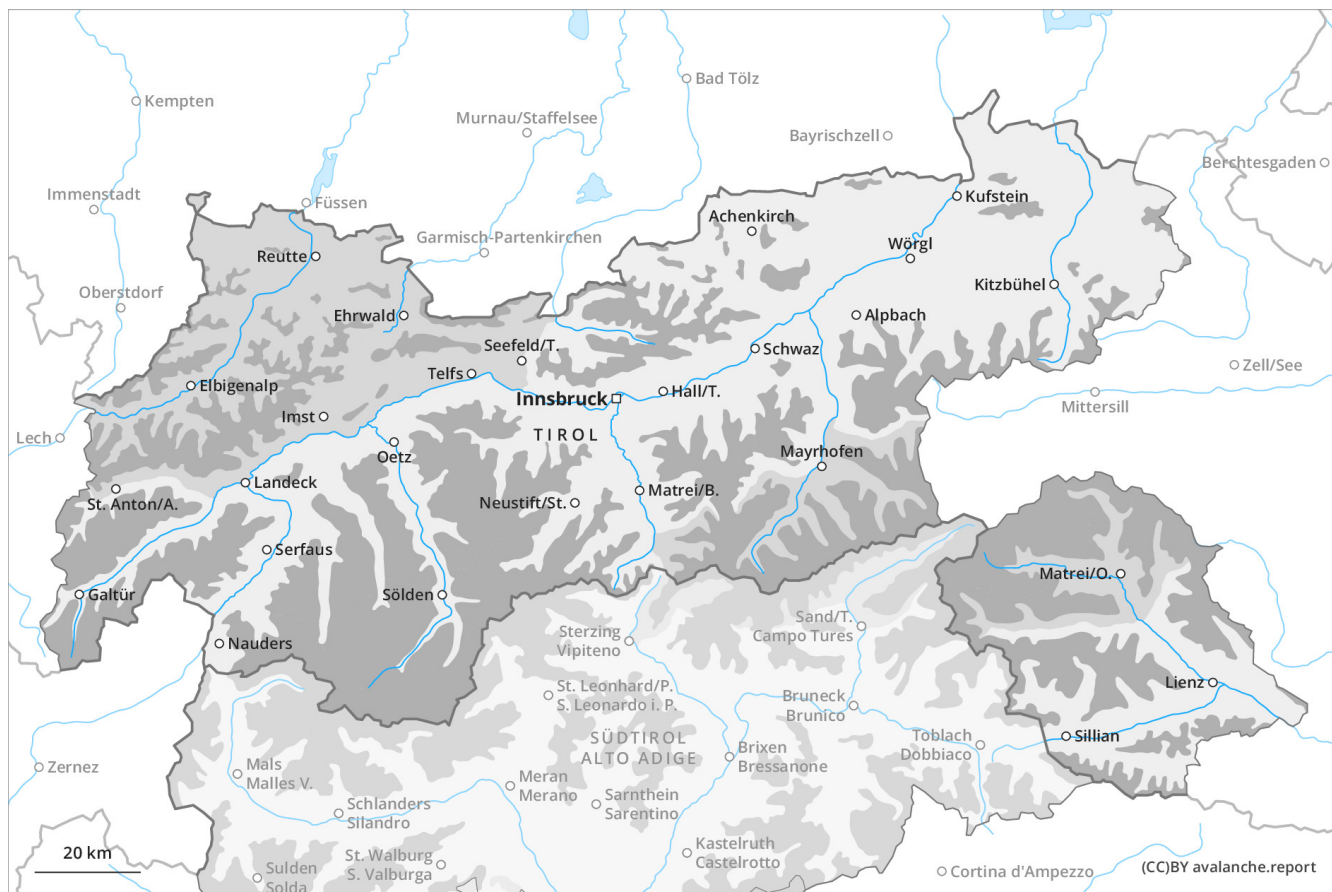 Bad Tölz
Kempten
Murnau/Staffelsee
Bayrischzell
Berchtesgaden
Immenstadt
Füssen
Kufstein
Achenkirch
Garmisch-Partenkirchen
Wörgl
Reutte
Kitzbühel
Oberstdorf
Ehrwald
Alpbach
Seefeld/T.
Schwaz
Zell/See
Telfs
Elbigenalp
Hall/T.
Innsbruck
Mittersill
Imst
TIROL
Lech
Oetz
Mayrhofen
Landeck
Matrei/B.
St. Anton/A.
Neustift/St.
Serfaus
Matrei/O.
Galtür
Sölden
Sand/T.
Campo Tures
Sterzing
Vipiteno
Nauders
Lienz
St. Leonhard/P.
S. Leonardo i. P.
Bruneck
Brunico
SÜDTIROL
ALTO ADIGE
Sillian
Toblach
Dobbiaco
Brixen
Bressanone
Zernez
Mals
Malles V.
Meran
Merano
Sarnthein
Sarentino
Schlanders
Silandro
20 km
Kastelruth
Castelrotto
St. Walburg
S. Valburga
Sulden
Solda
Cortina d'Ampezzo
(CC)BY avalanche.report